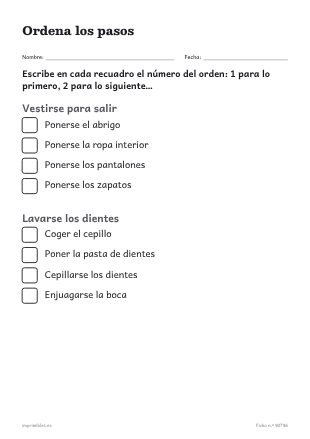 Ordena los pasos
Nombre: Fecha:
Escribe en cada recuadro el número del orden: 1 para lo
primero, 2 para lo siguiente...
Vestirse para salir
Ponerse el abrigo
Ponerse la ropa interior
Ponerse los pantalones
Ponerse los zapatos
Lavarse los dientes
Coger el cepillo
Poner la pasta de dientes
Cepillarse los dientes
Enjuagarse la boca